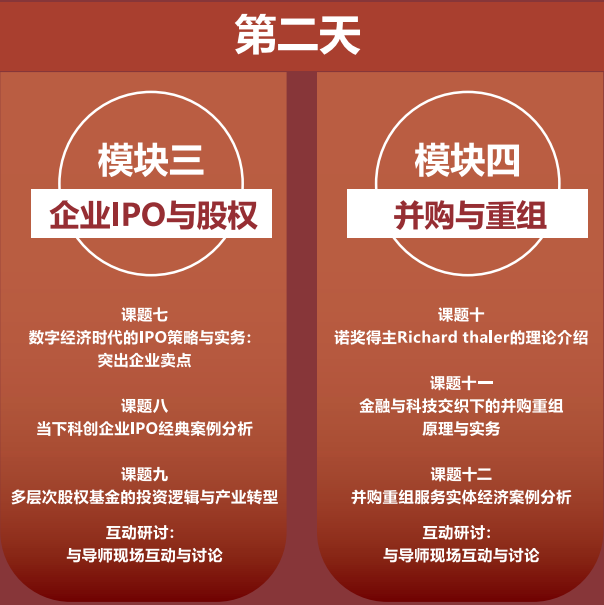 第二天
模块三
企业IPO与股权
课题七
数字经济时代的IPO策略与实务：
突出企业卖点
课题八
当下科创企业IPO经典案例分析
课题九
多层次股权基金的投资逻辑与产业转型
互动研讨：
与导师现场互动与讨论
模块四
并购与重组
课题十
诺奖得主Richard thaler的理论介绍
课题十一
金融与科技交织下的并购重组
原理与实务
课题十二
并购重组服务实体经济案例分析
互动研讨：
与导师现场互动与讨论